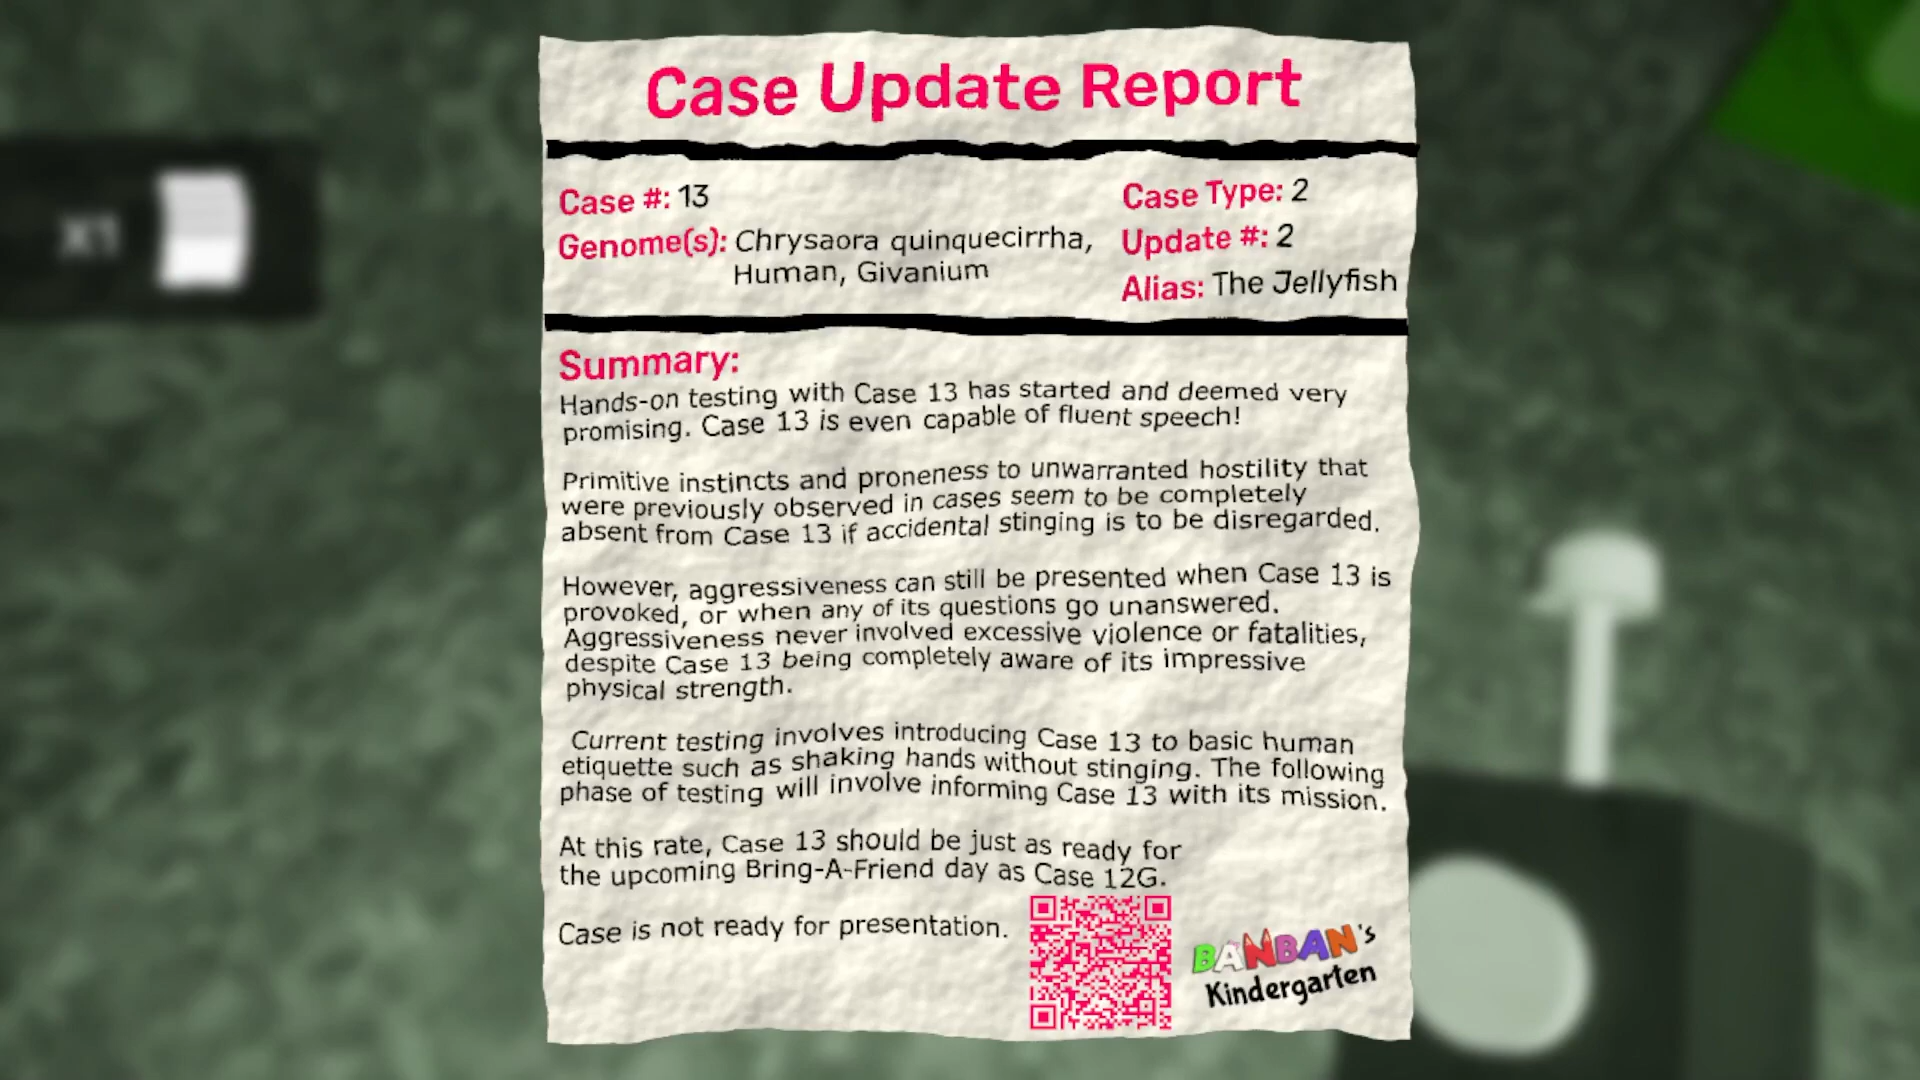 Case Update Report
X1
Case #: 13
Case Type: 2
Genome(s): Chrysaora quinquecirrha,
Human, Givanium
Update #: 2
Alias: The Jellyfish
Summary:
Hands-on testing with Case 13 has started and deemed very
promising. Case 13 is even capable of fluent speech!
Primitive instincts and proneness to unwarranted hostility that
were previously observed in cases seem to be completely
absent from Case 13 if accidental stinging is to be disregarded.
However, aggressiveness can still be presented when Case 13 is
provoked, or when any of its questions go unanswered.
Aggressiveness never involved excessive violence or fatalities,
despite Case 13 being completely aware of its impressive
physical strength.
Current testing involves introducing Case 13 to basic human
etiquette such as shaking hands without stinging. The following
phase of testing will involve informing Case 13 with its mission.
At this rate, Case 13 should be just as ready for
the upcoming Bring-A-Friend day as Case 12G.
Case is not ready for presentation.
BANBAN's
Kindergarten